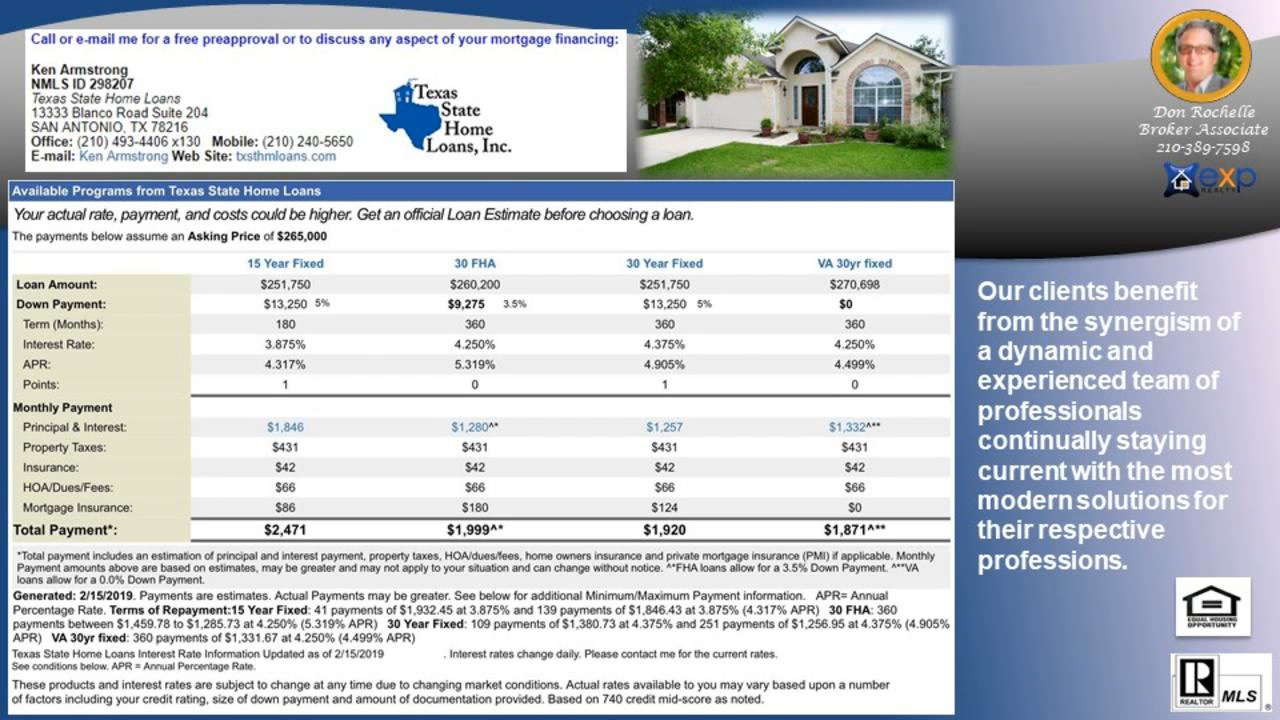 Call or e-mail me for a free preapproval or to discuss any aspect of your mortgage financing:
Ken Armstrong
NMLS ID 298207
Texas State Home Loans
13333 Blanco Road Suite 204
SAN ANTONIO, TX 78216
Office: (210) 493-4406 x130 Mobile: (210) 240-5650
E-mail: Ken Armstrong Web Site: txsthmloans.com
Texas
State
Home
Loans, Inc.
Don Rochelle
Broker Associate
210-389-7598
exp
REALTY
Available Programs from Texas State Home Loans
Your actual rate, payment, and costs could be higher. Get an official Loan Estimate before choosing a loan.
The payments below assume an Asking Price of $265,000
15 Year Fixed 30 FHA 30 Year Fixed VA 30yr fixed
Loan Amount: $251,750 $260,200 $251,750 $270,698
Down Payment: $13,250 5% $9,275 3.5% $13,250 5% $0
Term (Months): 180 360 360 360
Interest Rate: 3.875% 4.250% 4.375% 4.250%
APR: 4.317% 5.319% 4.905% 4.499%
Points: 1 0 1 0
Monthly Payment
Principal & Interest: $1,846 $1,280^* $1,257 $1,332^**
Property Taxes: $431 $431 $431 $431
Insurance: $42 $42 $42 $42
HOA/Dues/Fees: $66 $66 $66 $66
Mortgage Insurance: $86 $180 $124 $0
Total Payment*: $2,471 $1,999^* $1,920 $1,871^**
*Total payment includes an estimation of principal and interest payment, property taxes, HOA/dues/fees, home owners insurance and private mortgage insurance (PMI) if applicable. Monthly
Payment amounts above are based on estimates, may be greater and may not apply to your situation and can change without notice. ^*FHA loans allow for a 3.5% Down Payment. ^**VA
loans allow for a 0.0% Down Payment.
Generated: 2/15/2019. Payments are estimates. Actual Payments may be greater. See below for additional Minimum/Maximum Payment information. APR= Annual
Percentage Rate. Terms of Repayment:15 Year Fixed: 41 payments of $1,932.45 at 3.875% and 139 payments of $1,846.43 at 3.875% (4.317% APR) 30 FHA: 360
payments between $1,459.78 to $1,285.73 at 4.250% (5.319% APR) 30 Year Fixed: 109 payments of $1,380.73 at 4.375% and 251 payments of $1,256.95 at 4.375% (4.905%
APR) VA 30yr fixed: 360 payments of $1,331.67 at 4.250% (4.499% APR)
Texas State Home Loans Interest Rate Information Updated as of 2/15/2019 . Interest rates change daily. Please contact me for the current rates.
See conditions below. APR = Annual Percentage Rate.
These products and interest rates are subject to change at any time due to changing market conditions. Actual rates available to you may vary based upon a number
of factors including your credit rating, size of down payment and amount of documentation provided. Based on 740 credit mid-score as noted.
Our clients benefit
from the synergism of
a dynamic and
experienced team of
professionals
continually staying
current with the most
modern solutions for
their respective
professions.
EQUAL HOUSING
OPPORTUNITY
R
REALTOR
MLS
®